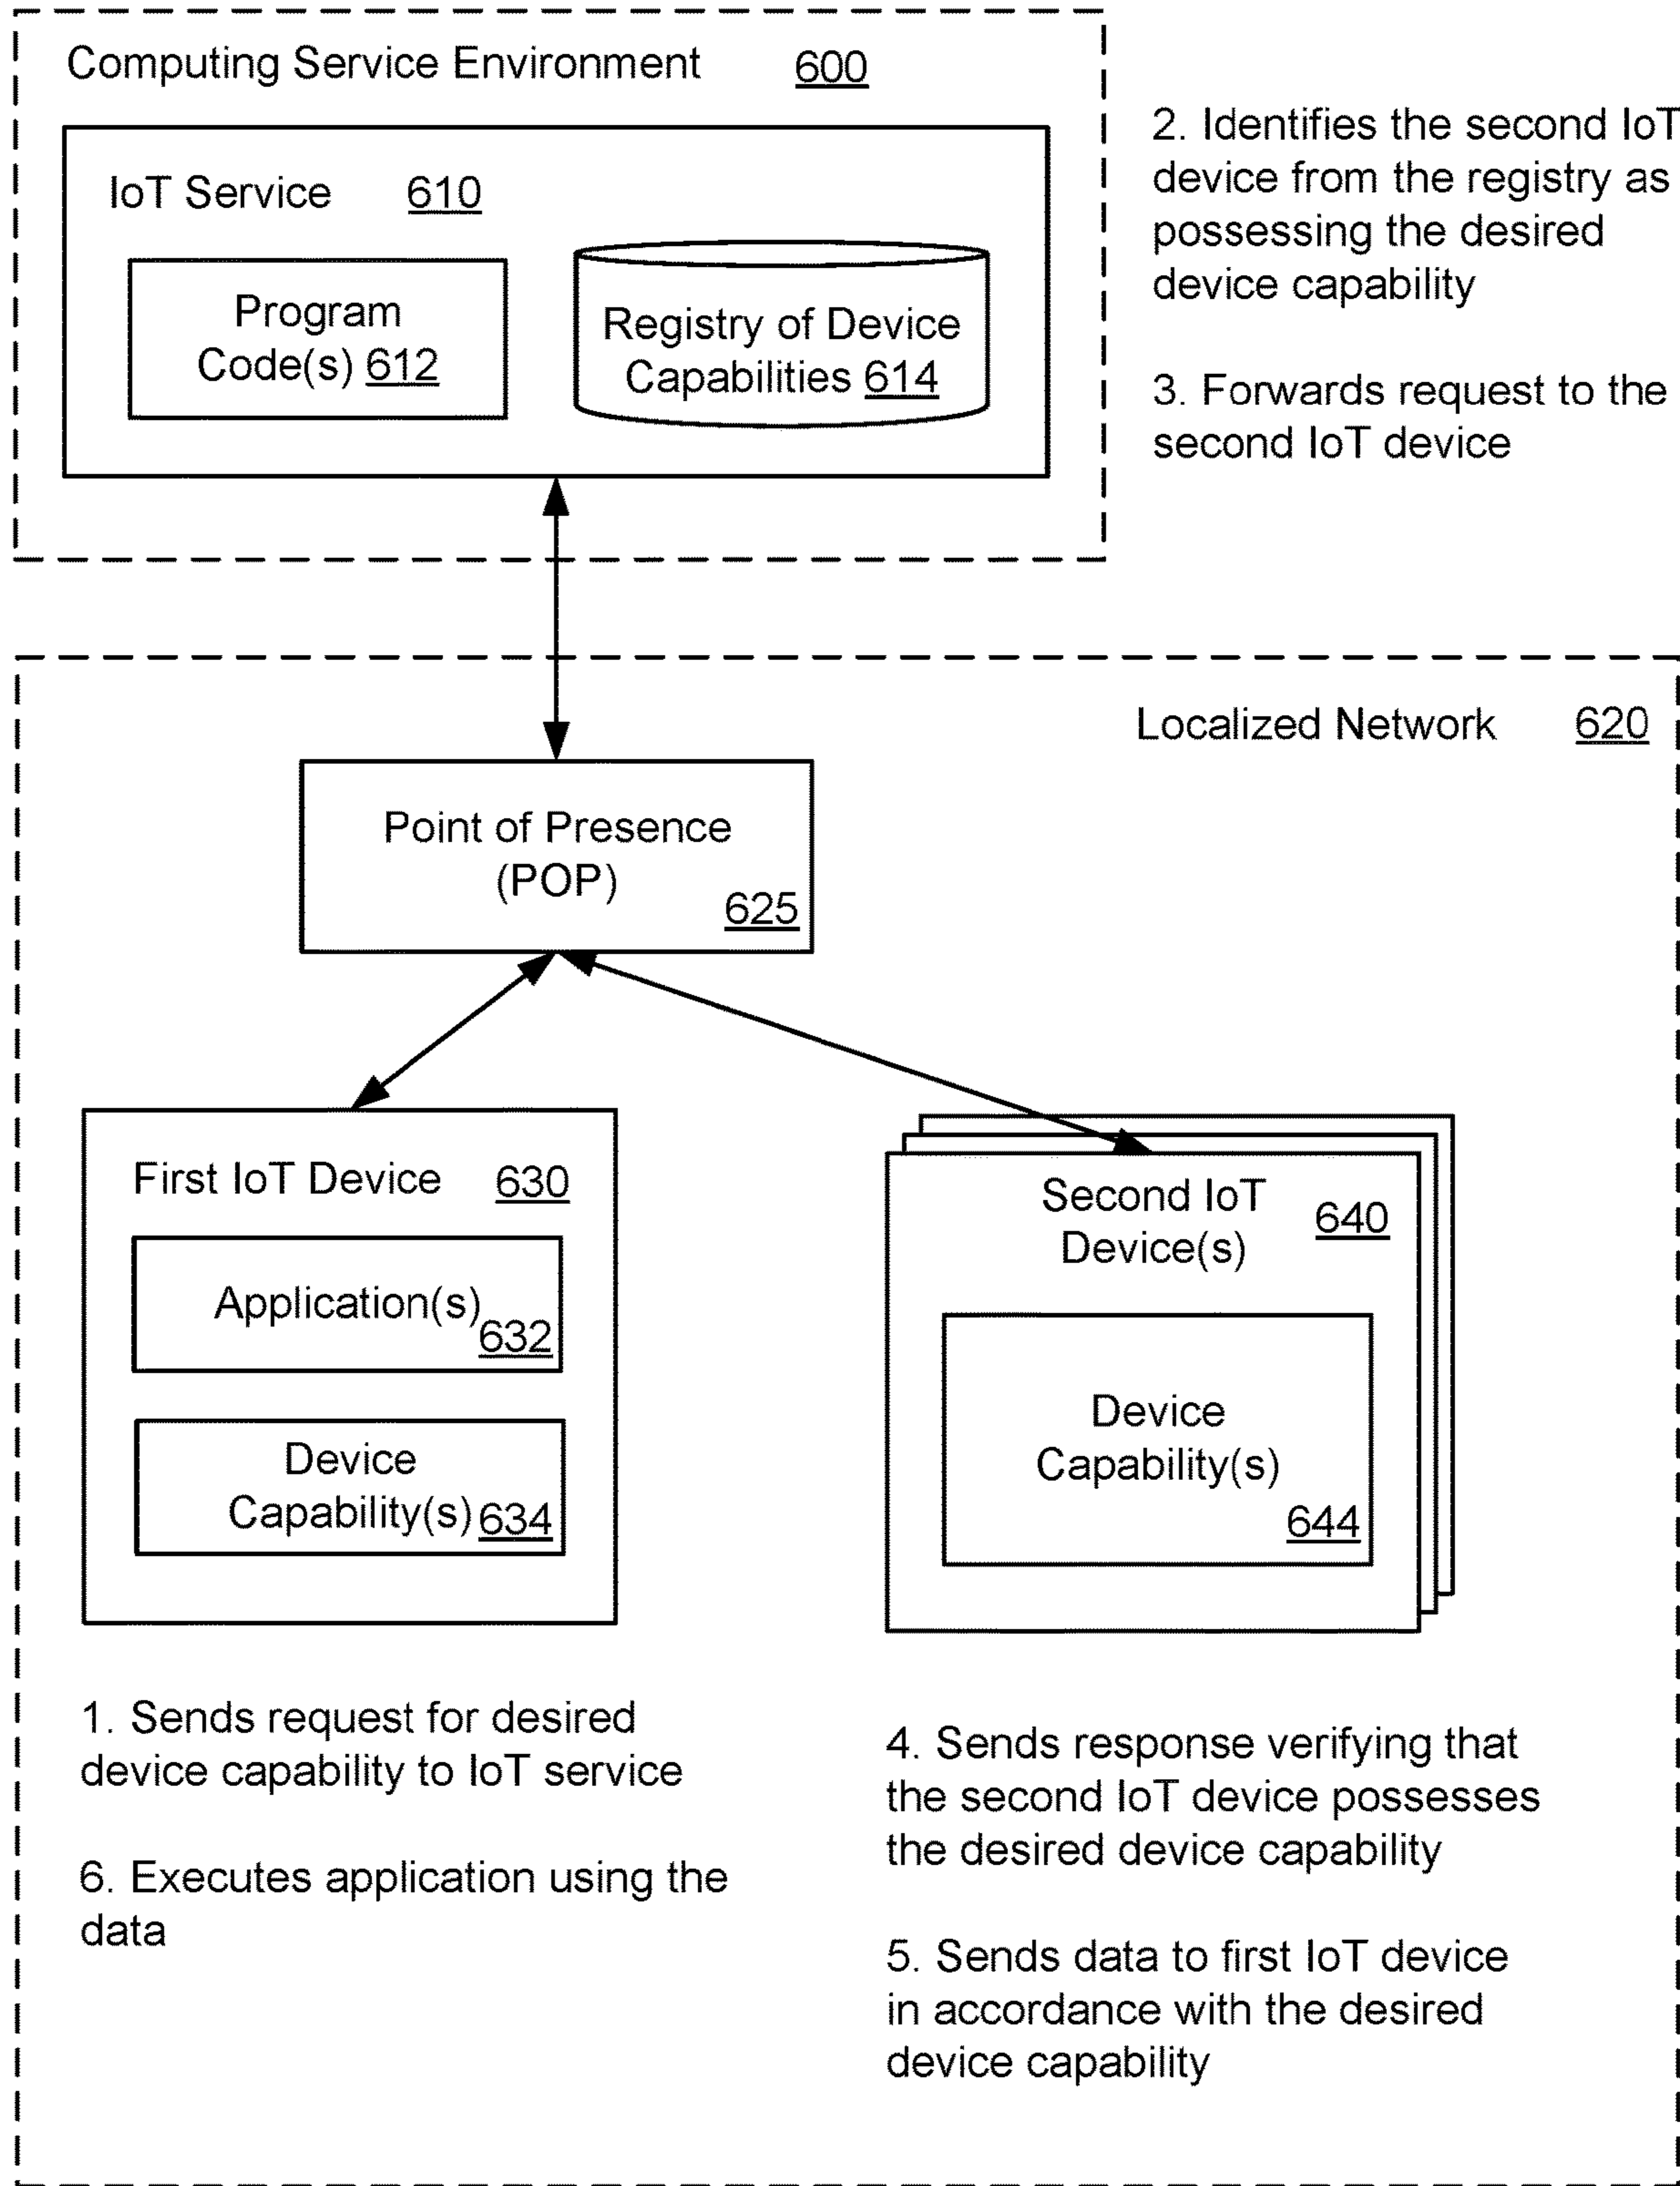 Computing Service Environment 600
IoT Service 610
Program
Code(s) 612
Registry of Device
Capabilities 614
2. Identifies the second IoT
device from the registry as
possessing the desired
device capability
3. Forwards request to the
second IoT device
Localized Network 620
Point of Presence
(POP)
625
First IoT Device 630
Application(s)
632
Device
Capability(s) 634
Second IoT
Device(s)
640
Device
Capability(s)
644
1. Sends request for desired
device capability to IoT service
6. Executes application using the
data
4. Sends response verifying that
the second IoT device possesses
the desired device capability
5. Sends data to first IoT device
in accordance with the desired
device capability